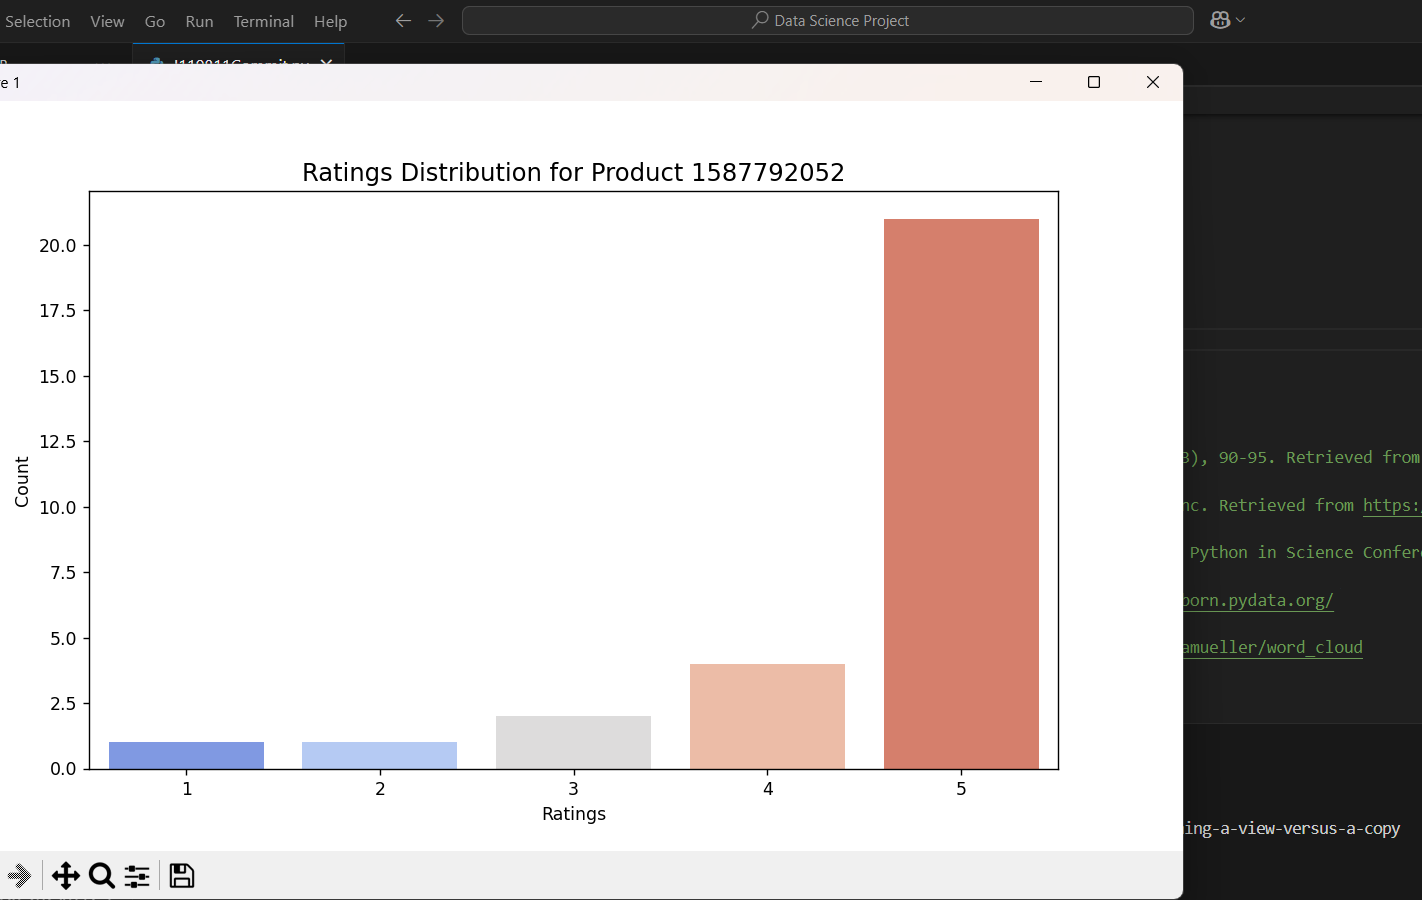 Selection View Go Run Terminal Help
Data Science Project
Ratings Distribution for Product 1587792052
20.0
17.5
15.0
12.5
10.0
7.5
5.0
2.5
0.0
Count
1 2 3 4 5
Ratings
), 90-95. Retrieved from
nc. Retrieved from https:
Python in Science Confer
born.pydata.org/
amueller/word_cloud
ing-a-view-versus-a-copy